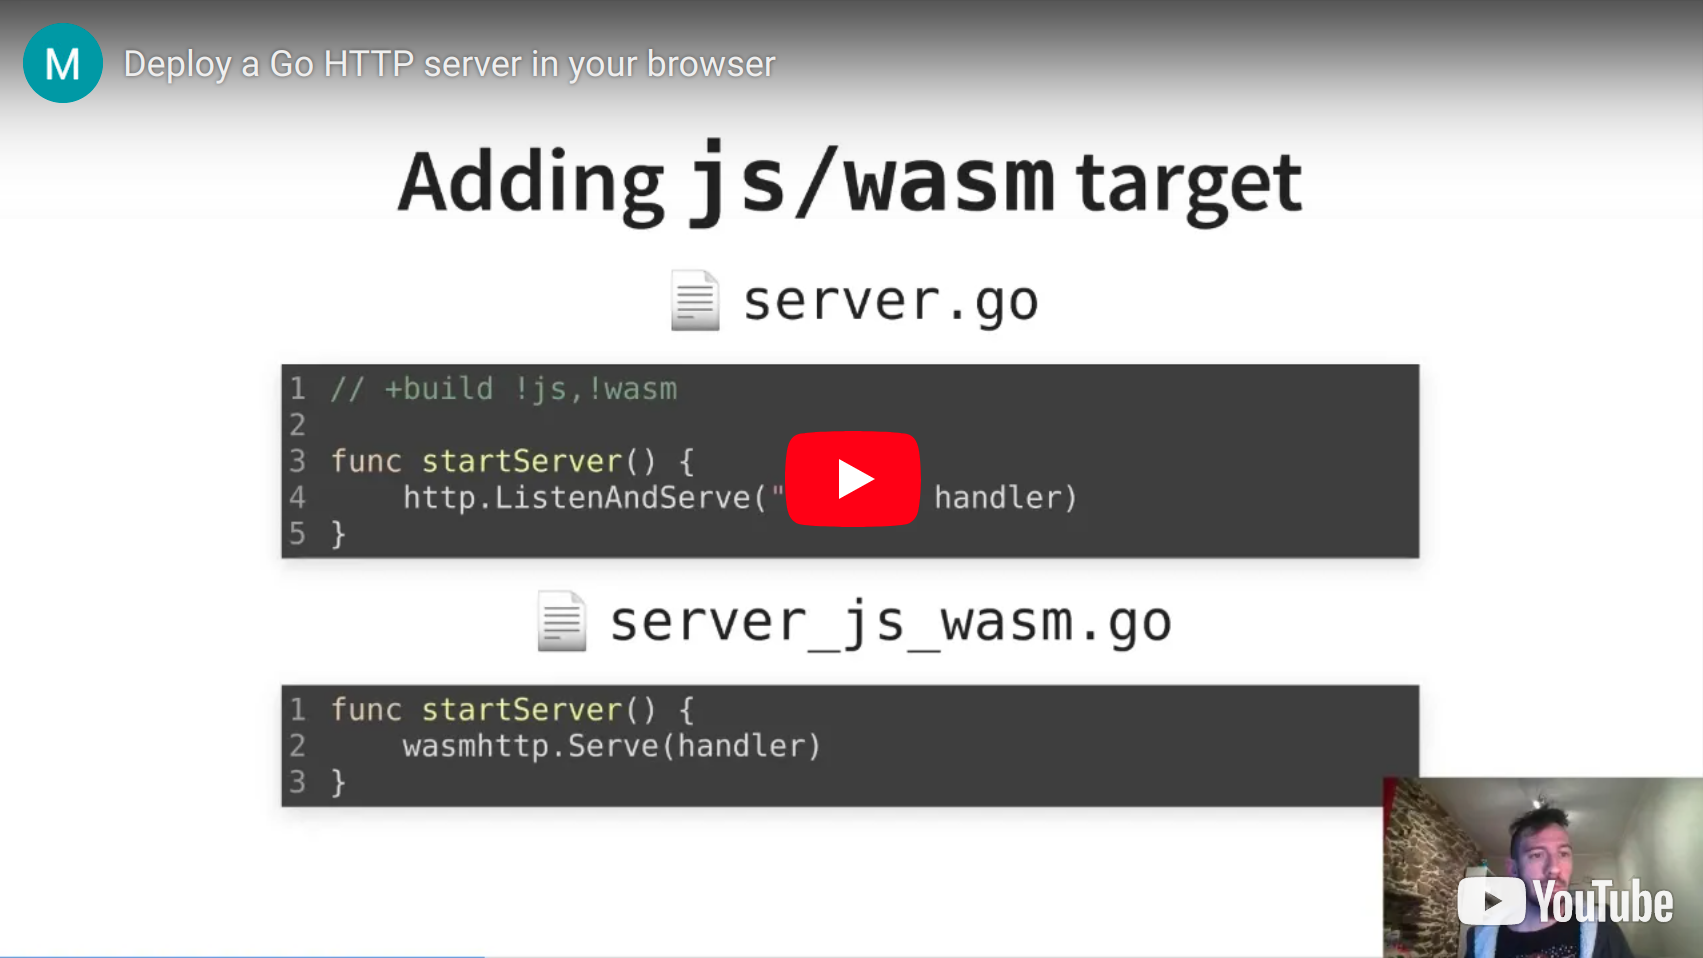 M Deploy a Go HTTP server in your browser
Adding js/wasm target
server.go
1 // +build !js,!wasm
2
3 func startServer() {
4 http.ListenAndServe(" handler)
5 }
server_js_wasm.go
1 func startServer() {
2 wasmhttp.Serve(handler)
3 }
YouTube